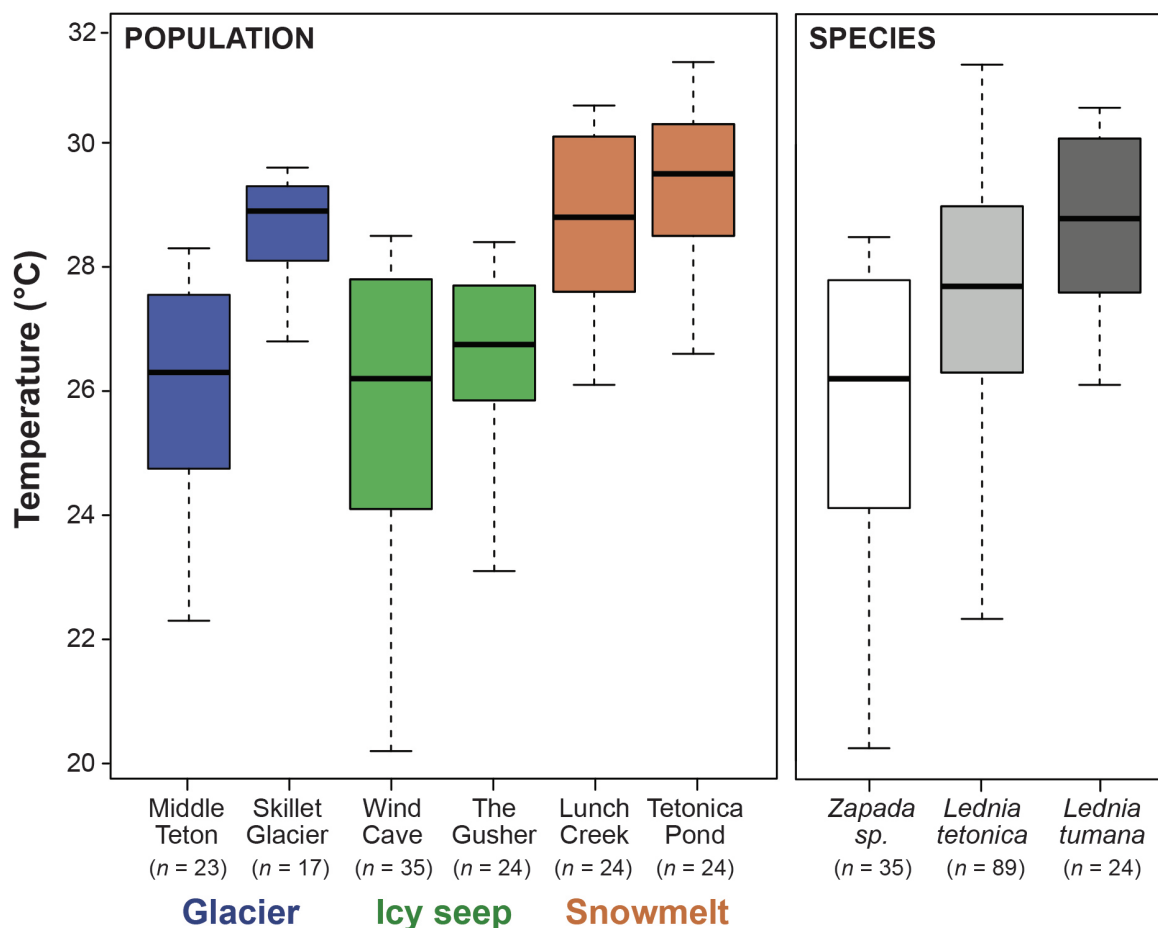 POPULATION
SPECIES
Temperature (°C)
32
30
28
26
24
22
20
Middle
Teton
(n = 23)
Skillet
Glacier
(n = 17)
Wind
Cave
(n = 35)
The
Gusher
(n = 24)
Lunch
Creek
(n = 24)
Tetonica
Pond
(n = 24)
Zapada
sp.
(n = 35)
Lednia
tetonica
(n = 89)
Lednia
tumana
(n = 24)
Glacier
Icy seep
Snowmelt